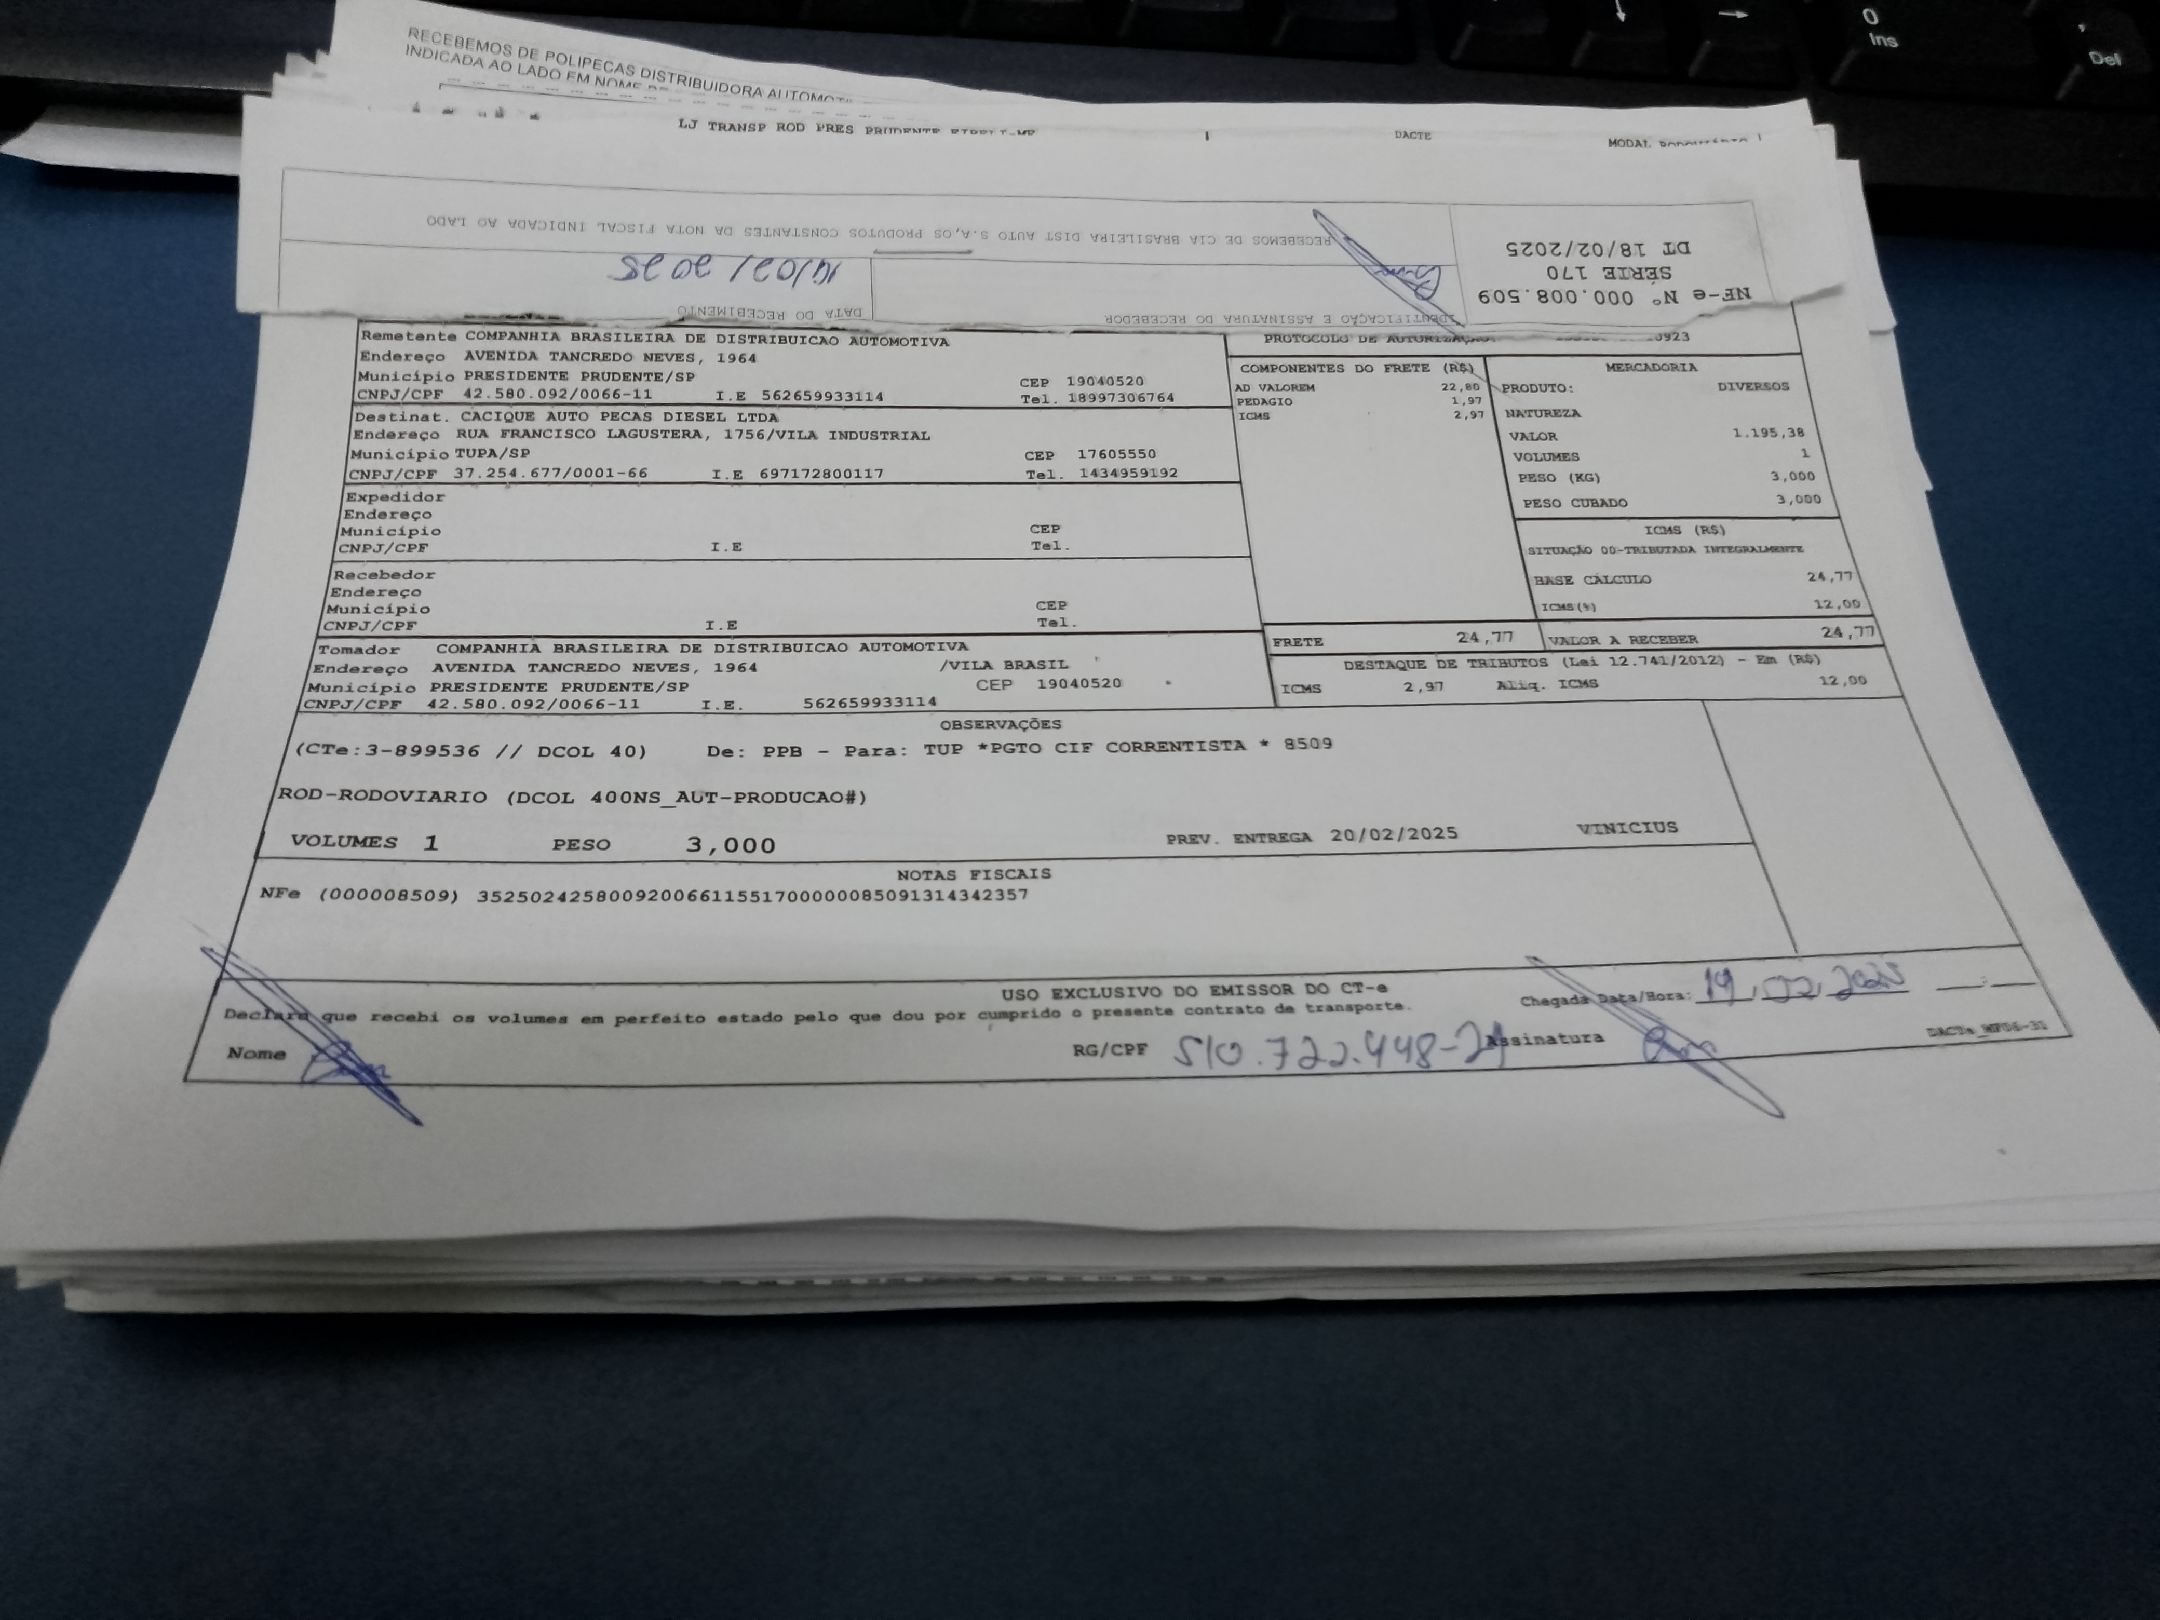 RECEBEMOS DE POLIPECAS DISTRIBUIDORA
INDICADA AO LADO EM NOME
LJ TRANSP ROD PRES PRUDENTE
DACTE
MODAL
RECEBEMOS DE CIA BRASILEIRA DIST AUTO S.A,OS PRODUTOS CONSTANTES DA NOTA FISCAL INDICADA AO LADO
NF-e Nº 000.008.509
SÉRIE 170
DT 18/02/2025
DATA DO RECEBIMENTO
IDENTIFICAÇÃO E ASSINATURA DO RECEBEDOR
Remetente COMPANHIA BRASILEIRA DE DISTRIBUICAO AUTOMOTIVA
Endereço AVENIDA TANCREDO NEVES, 1964
Município PRESIDENTE PRUDENTE/SP CEP 19040520
CNPJ/CPF 42.580.092/0066-11 I.E 562659933114 Tel. 18997306764
Destinat. CACIQUE AUTO PECAS DIESEL LTDA
Endereço RUA FRANCISCO LAGUSTERA, 1756/VILA INDUSTRIAL
Município TUPA/SP CEP 17605550
CNPJ/CPF 37.254.677/0001-66 I.E 697172800117 Tel. 1434959192
Expedidor
Endereço
Município CEP
CNPJ/CPF I.E Tel.
Recebedor
Endereço
Município CEP
CNPJ/CPF I.E Tel.
Tomador COMPANHIA BRASILEIRA DE DISTRIBUICAO AUTOMOTIVA
Endereço AVENIDA TANCREDO NEVES, 1964 /VILA BRASIL
Município PRESIDENTE PRUDENTE/SP CEP 19040520
CNPJ/CPF 42.580.092/0066-11 I.E. 562659933114
PROTOCOLO DE
COMPONENTES DO FRETE (R$)
AD VALOREM 22,80
PEDAGIO 1,97
ICMS 2,97
MERCADORIA
PRODUTO: DIVERSOS
NATUREZA
VALOR 1.195,38
VOLUMES 1
PESO (KG) 3,000
PESO CUBADO 3,000
ICMS (R$)
SITUAÇÃO 00-TRIBUTADA INTEGRALMENTE
BASE CÁLCULO 24,77
ICMS(%) 12,00
FRETE 24,77 VALOR A RECEBER 24,77
DESTAQUE DE TRIBUTOS (Lei 12.741/2012) - Em (R$)
ICMS 2,97 Aliq. ICMS 12,00
OBSERVAÇÕES
(CTe:3-899536 // DCOL 40) De: PPB - Para: TUP *PGTO CIF CORRENTISTA * 8509
ROD-RODOVIARIO (DCOL 400NS_AUT-PRODUCAO#)
VOLUMES 1 PESO 3,000 PREV. ENTREGA 20/02/2025 VINICIUS
NOTAS FISCAIS
NFe (000008509) 35250242580092006611551700000085091314342357
USO EXCLUSIVO DO EMISSOR DO CT-e
Declaro que recebi os volumes em perfeito estado pelo que dou por cumprido o presente contrato de transporte.
Chegada Data/Hora: 19,02,2025
Nome RG/CPF 510.722.448-21 Assinatura
0
Ins
Del